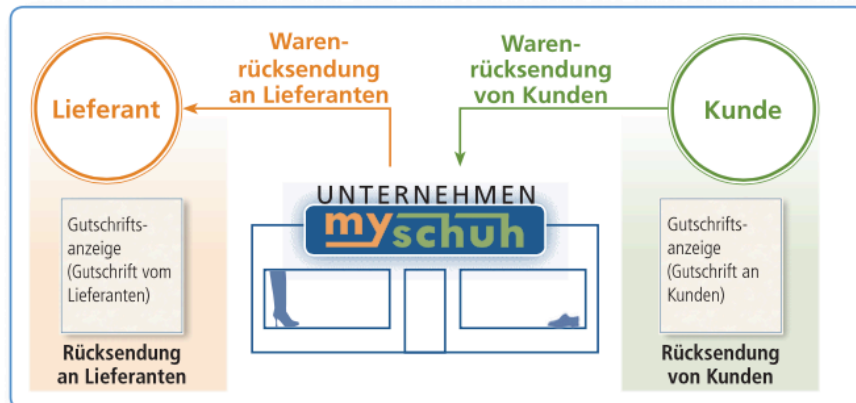 Waren-
rücksendung
an Lieferanten
Waren-
rücksendung
von Kunden
Lieferant
Kunde
UNTERNEHMEN
myschuh
Gutschrifts-
anzeige
(Gutschrift vom
Lieferanten)
Gutschrifts-
anzeige
(Gutschrift an
Kunden)
Rücksendung
an Lieferanten
Rücksendung
von Kunden